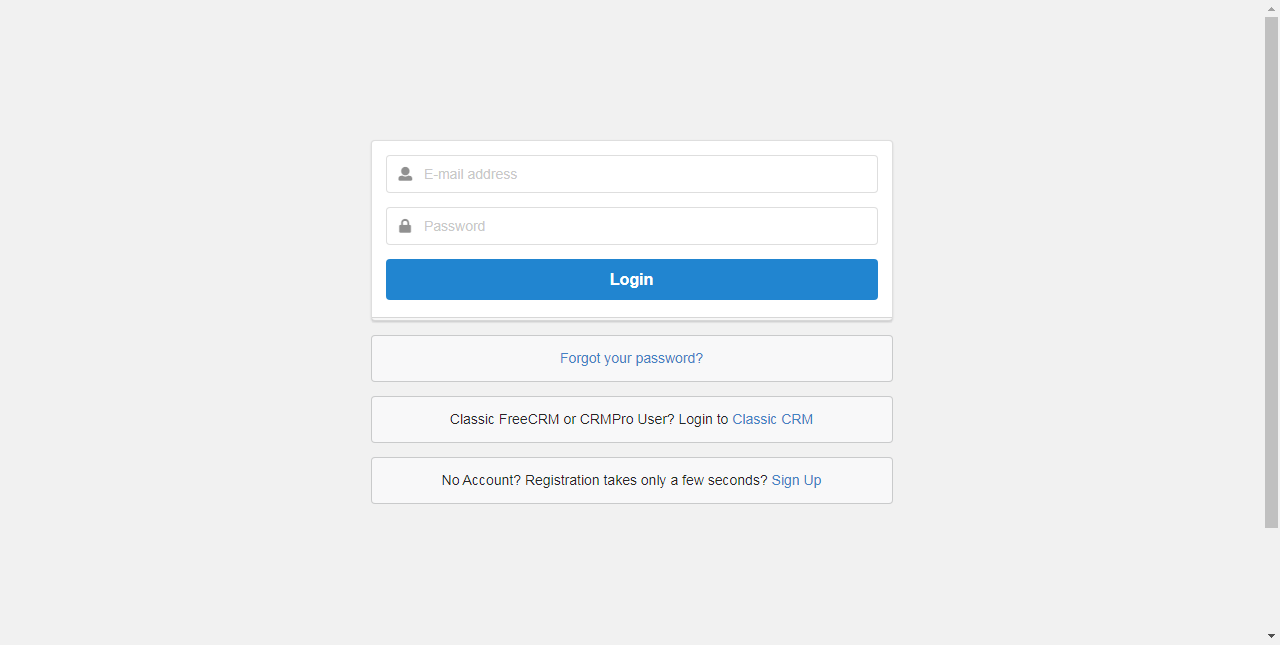 E-mail address
Password
Login
Forgot your password?
Classic FreeCRM or CRMPro User? Login to Classic CRM
No Account? Registration takes only a few seconds? Sign Up